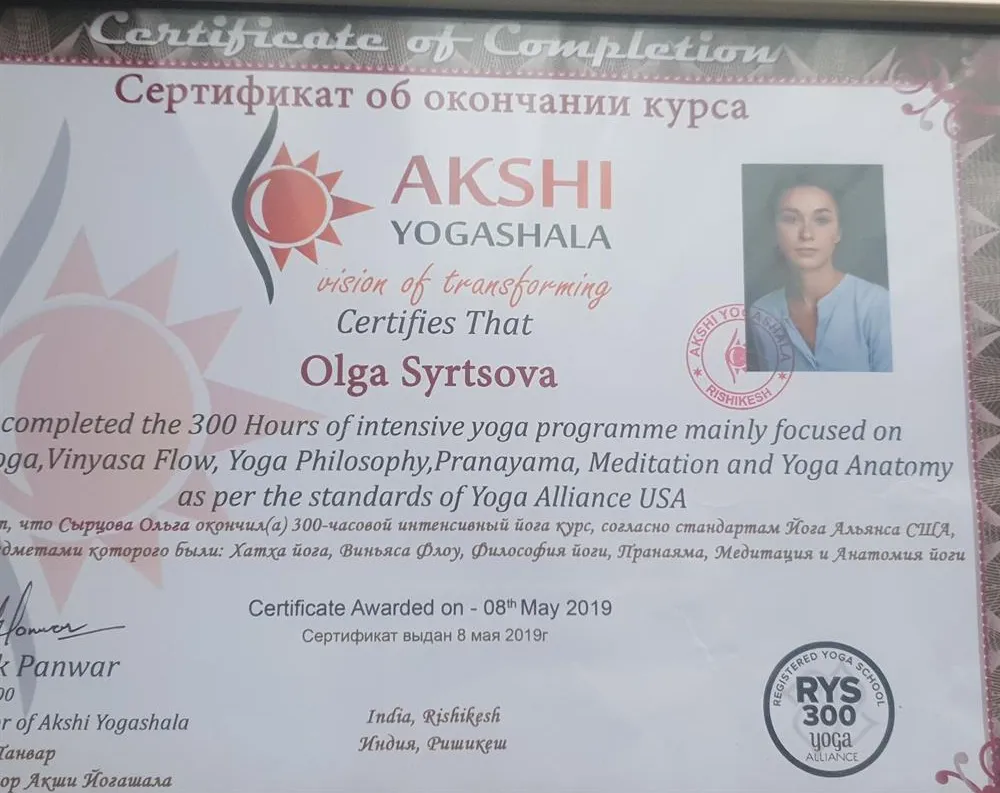 Certificate of Completion
Сертификат об окончании курса
AKSHI
YOGASHALA
vision of transforming
Certifies That
Olga Syrtsova
AKSHI YOGASHALA
RISHIKESH
completed the 300 Hours of intensive yoga programme mainly focused on
oga,Vinyasa Flow, Yoga Philosophy,Pranayama, Meditation and Yoga Anatomy
as per the standards of Yoga Alliance USA
т, что Сырцова Ольга окончил(а) 300-часовой интенсивный йога курс, согласно стандартам Йога Альянса США,
дметами которого были: Хатха йога, Виньяса Флоу, Философия йоги, Пранаяма, Медитация и Анатомия йоги
Certificate Awarded on - 08th May 2019
Сертификат выдан 8 мая 2019г
k Panwar
00
r of Akshi Yogashala
Панвар
ор Акши Йогашала
India, Rishikesh
Индия, Ришикеш
REGISTERED YOGA SCHOOL
RYS
300
yoga
ALLIANCE